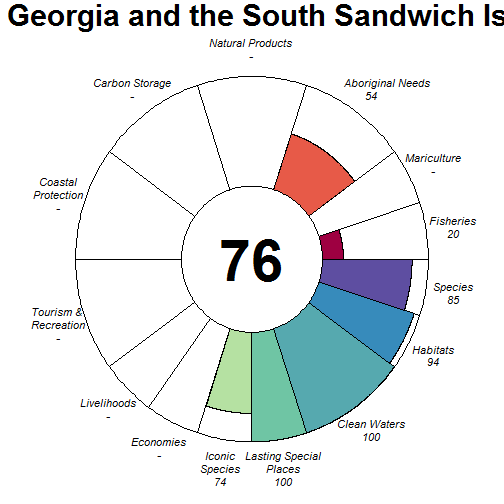 Georgia and the South Sandwich Is
Natural Products
-
Carbon Storage
-
Aboriginal Needs
54
Mariculture
-
Coastal
Protection
-
Fisheries
20
76
Species
85
Tourism &
Recreation
-
Habitats
94
Livelihoods
-
Clean Waters
100
Economies
-
Iconic
Species
74
Lasting Special
Places
100